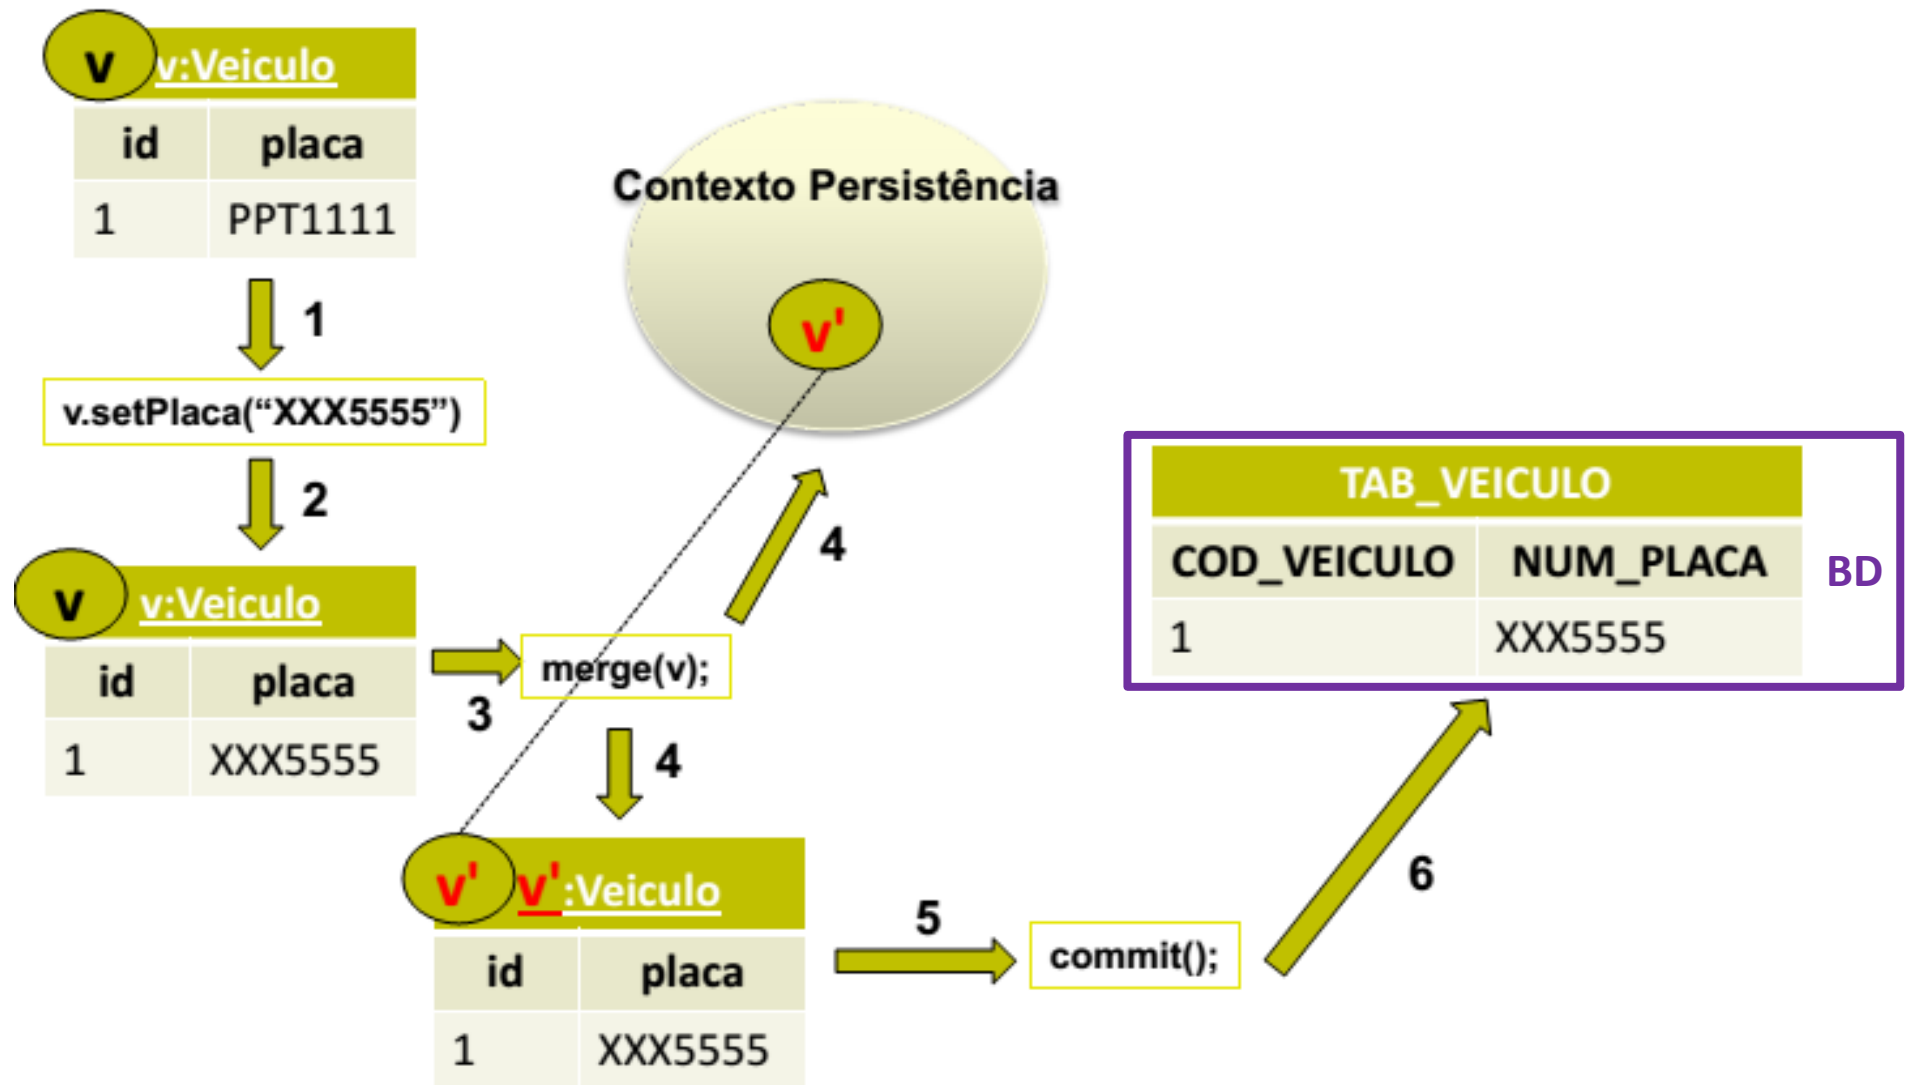 v v:Veiculo
id placa
1 PPT1111
1
v.setPlaca(“XXX5555”)
2
v v:Veiculo
id placa
1 XXX5555
3
merge(v);
4
Contexto Persistência
v'
4
v' v':Veiculo
id placa
1 XXX5555
5
commit();
6
TAB_VEICULO
COD_VEICULO NUM_PLACA
1 XXX5555
BD